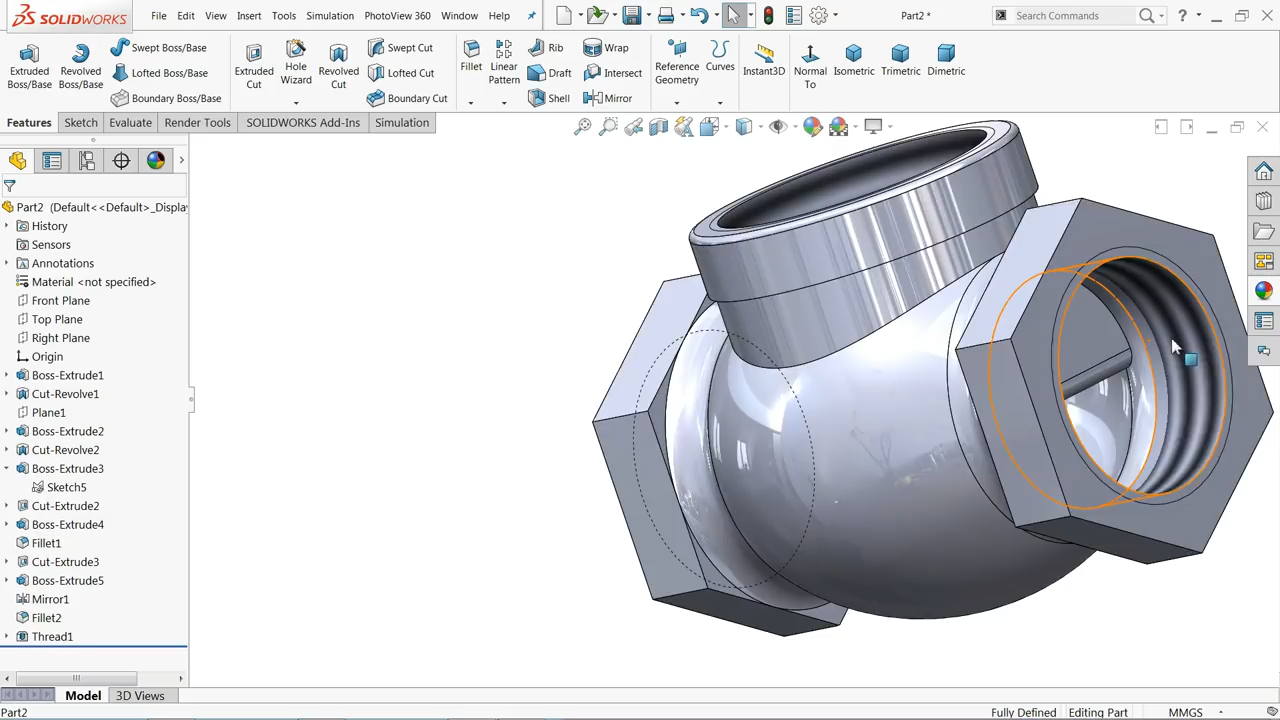 SOLIDWORKS File Edit View Insert Tools Simulation PhotoView 360 Window Help Part2 * Search Commands ?
Extruded Boss/Base
Revolved Boss/Base
Swept Boss/Base
Lofted Boss/Base
Boundary Boss/Base
Extruded Cut
Hole Wizard
Revolved Cut
Swept Cut
Lofted Cut
Boundary Cut
Fillet
Linear Pattern
Rib
Draft
Shell
Wrap
Intersect
Mirror
Reference Geometry
Curves
Instant3D
Normal To
Isometric
Trimetric
Dimetric
Features Sketch Evaluate Render Tools SOLIDWORKS Add-Ins Simulation
Part2 (Default<<Default>_Displa
History
Sensors
Annotations
Material <not specified>
Front Plane
Top Plane
Right Plane
Origin
Boss-Extrude1
Cut-Revolve1
Plane1
Boss-Extrude2
Cut-Revolve2
Boss-Extrude3
Sketch5
Cut-Extrude2
Boss-Extrude4
Fillet1
Cut-Extrude3
Boss-Extrude5
Mirror1
Fillet2
Thread1
Model 3D Views
Part2 Fully Defined Editing Part MMGS